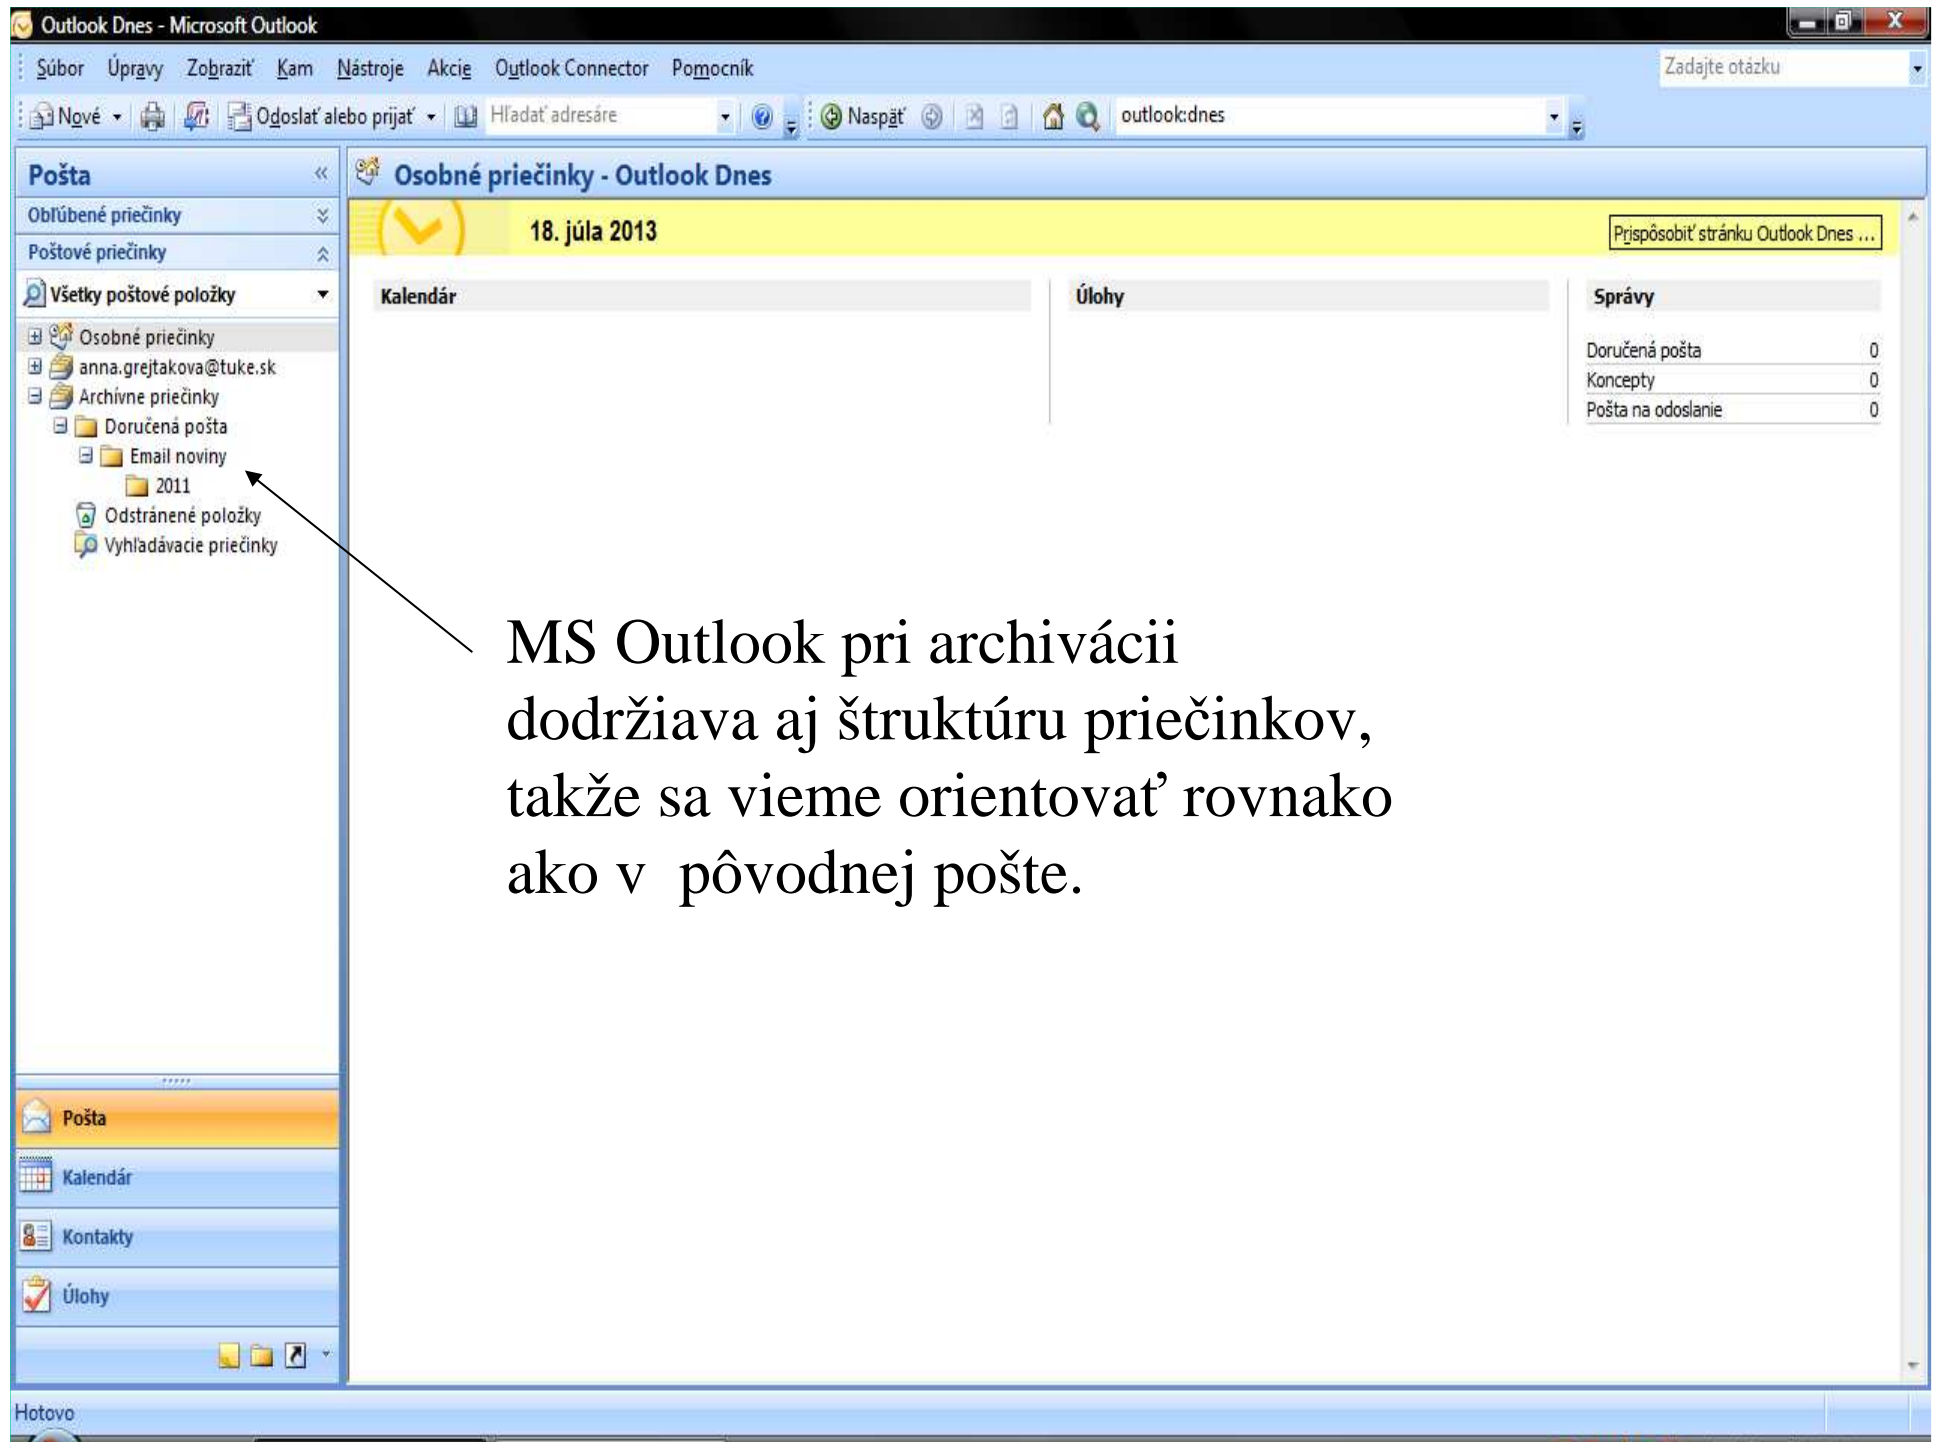 Outlook Dnes - Microsoft Outlook
X
Súbor Úpravy Zobraziť Kam Nástroje Akcie Outlook Connector Pomocník
Zadajte otázku
Nové
Odoslať alebo prijať
Hľadať adresáre
Naspäť
outlook:dnes
Pošta «
Obľúbené priečinky
Poštové priečinky
Všetky poštové položky
Osobné priečinky
anna.grejtakova@tuke.sk
Archívne priečinky
Doručená pošta
Email noviny
2011
Odstránené položky
Vyhľadávacie priečinky
Osobné priečinky - Outlook Dnes
18. júla 2013
Prispôsobiť stránku Outlook Dnes ...
Kalendár
Úlohy
Správy
Doručená pošta 0
Koncepty 0
Pošta na odoslanie 0
MS Outlook pri archivácii
dodržiava aj štruktúru priečinkov,
takže sa vieme orientovať rovnako
ako v pôvodnej pošte.
Pošta
Kalendár
Kontakty
Úlohy
Hotovo